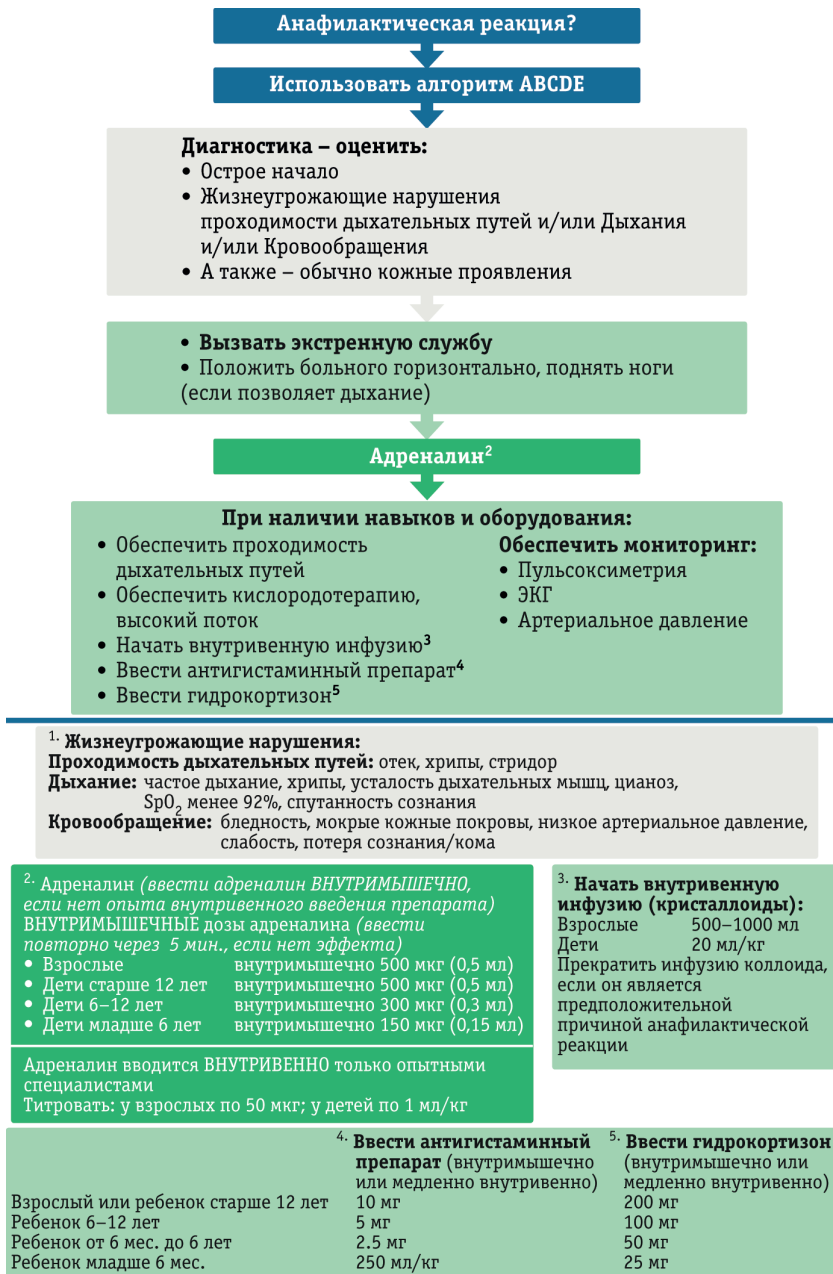 Анафилактическая реакция?
Использовать алгоритм ABCDE
Диагностика – оценить:
• Острое начало
• Жизнеугрожающие нарушения
проходимости дыхательных путей и/или Дыхания
и/или Кровообращения
• А также – обычно кожные проявления
• Вызвать экстренную службу
• Положить больного горизонтально, поднять ноги
(если позволяет дыхание)
Адреналин²
При наличии навыков и оборудования:
• Обеспечить проходимость
дыхательных путей
• Обеспечить кислородотерапию,
высокий поток
• Начать внутривенную инфузию³
• Ввести антигистаминный препарат⁴
• Ввести гидрокортизон⁵
Обеспечить мониторинг:
• Пульсоксиметрия
• ЭКГ
• Артериальное давление
¹· Жизнеугрожающие нарушения:
Проходимость дыхательных путей: отек, хрипы, стридор
Дыхание: частое дыхание, хрипы, усталость дыхательных мышц, цианоз,
SpO₂ менее 92%, спутанность сознания
Кровообращение: бледность, мокрые кожные покровы, низкое артериальное давление,
слабость, потеря сознания/кома
²· Адреналин (ввести адреналин ВНУТРИМЫШЕЧНО,
если нет опыта внутривенного введения препарата)
ВНУТРИМЫШЕЧНЫЕ дозы адреналина (ввести
повторно через 5 мин., если нет эффекта)
• Взрослые внутримышечно 500 мкг (0,5 мл)
• Дети старше 12 лет внутримышечно 500 мкг (0,5 мл)
• Дети 6–12 лет внутримышечно 300 мкг (0,3 мл)
• Дети младше 6 лет внутримышечно 150 мкг (0,15 мл)
Адреналин вводится ВНУТРИВЕННО только опытными
специалистами
Титровать: у взрослых по 50 мкг; у детей по 1 мл/кг
³· Начать внутривенную
инфузию (кристаллоиды):
Взрослые 500–1000 мл
Дети 20 мл/кг
Прекратить инфузию коллоида,
если он является
предположительной
причиной анафилактической
реакции
⁴· Ввести антигистаминный
препарат (внутримышечно
или медленно внутривенно)
⁵· Ввести гидрокортизон
(внутримышечно или
медленно внутривенно)
Взрослый или ребенок старше 12 лет 10 мг 200 мг
Ребенок 6–12 лет 5 мг 100 мг
Ребенок от 6 мес. до 6 лет 2.5 мг 50 мг
Ребенок младше 6 мес. 250 мл/кг 25 мг